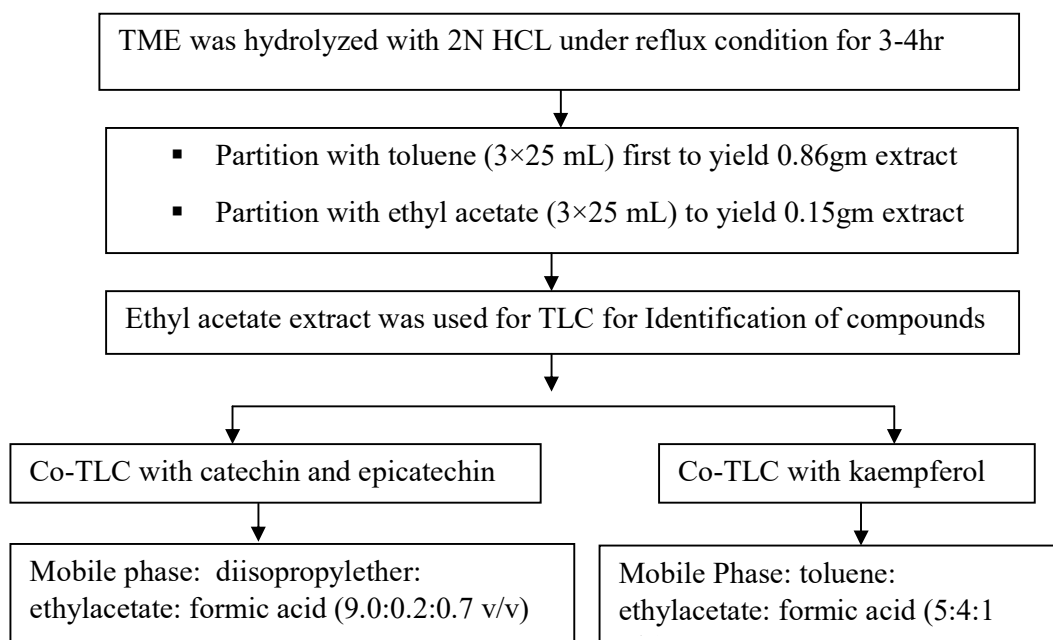 TME was hydrolyzed with 2N HCL under reflux condition for 3-4hr
▪ Partition with toluene (3×25 mL) first to yield 0.86gm extract
▪ Partition with ethyl acetate (3×25 mL) to yield 0.15gm extract
Ethyl acetate extract was used for TLC for Identification of compounds
Co-TLC with catechin and epicatechin
Co-TLC with kaempferol
Mobile phase: diisopropylether:
ethylacetate: formic acid (9.0:0.2:0.7 v/v)
Mobile Phase: toluene:
ethylacetate: formic acid (5:4:1